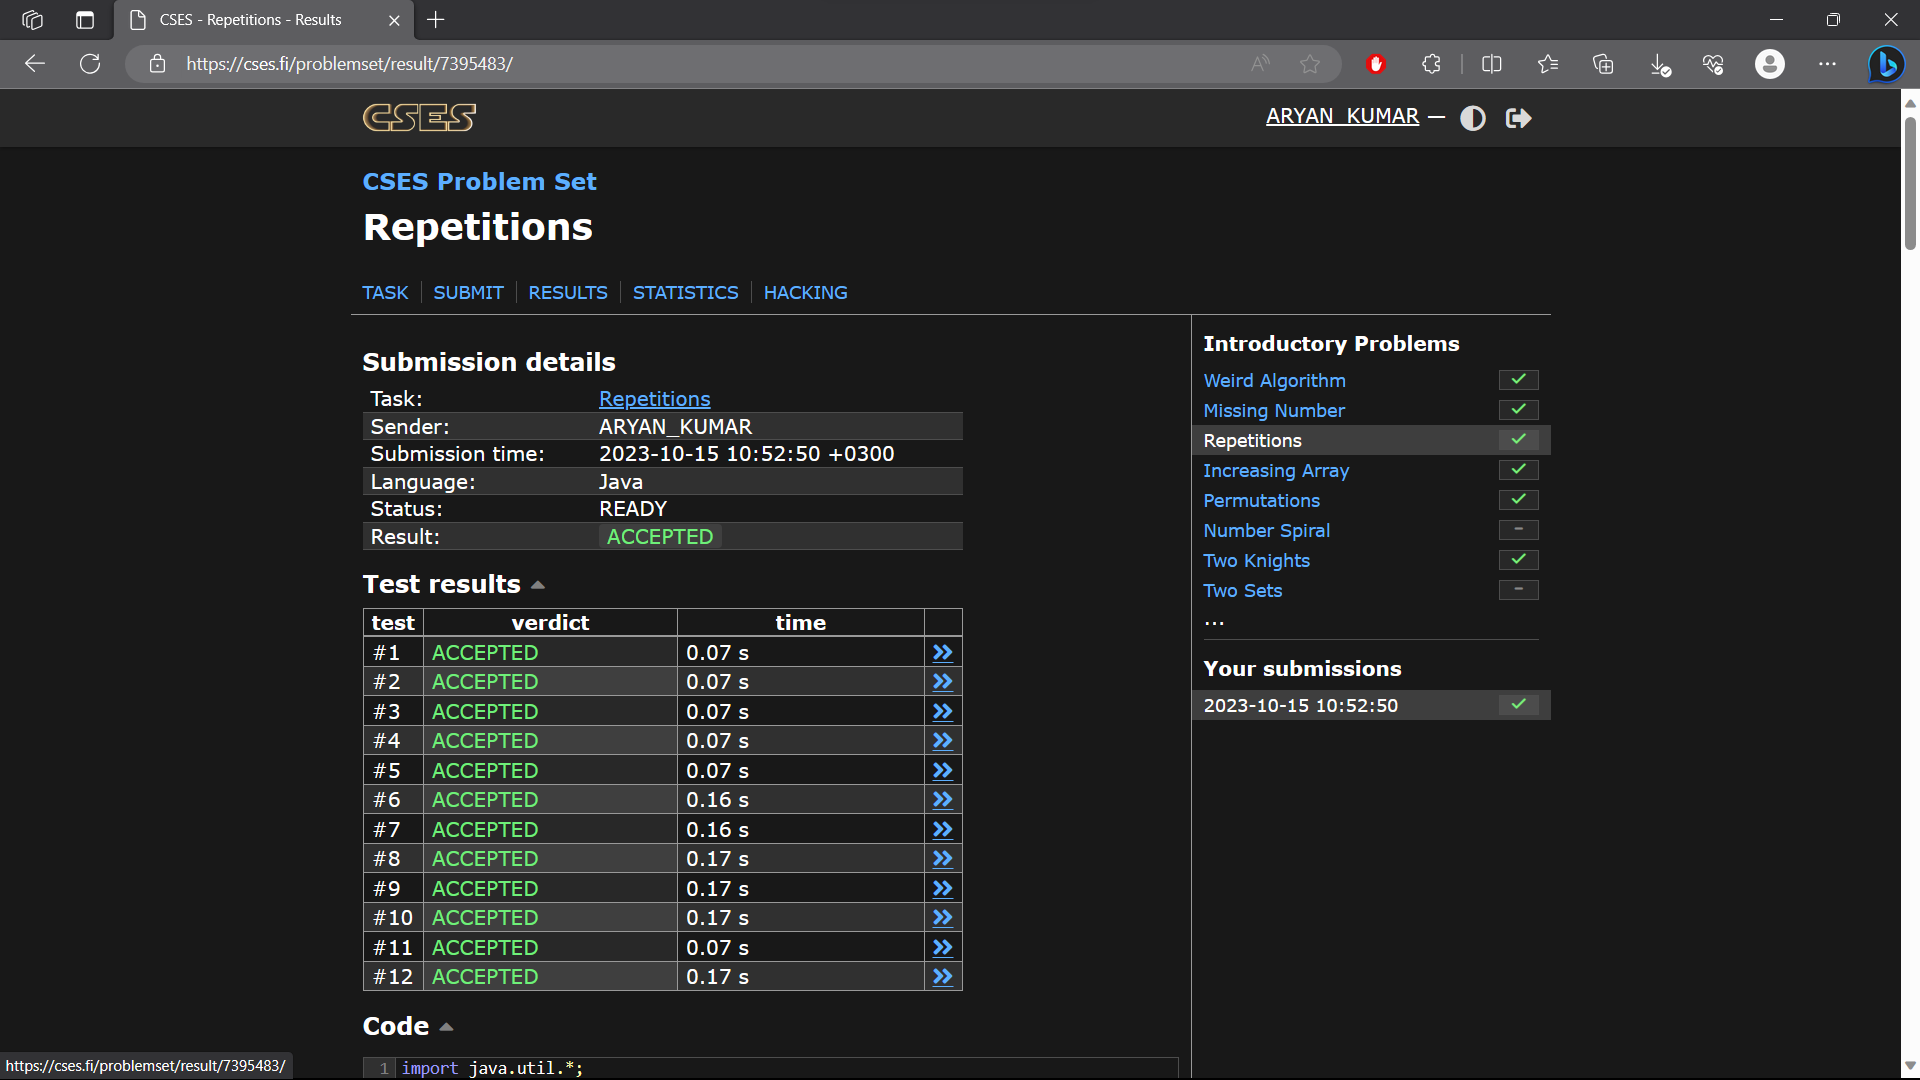 CSES - Repetitions - Results
https://cses.fi/problemset/result/7395483/
CSES
ARYAN_KUMAR —
CSES Problem Set
Repetitions
TASK SUBMIT RESULTS STATISTICS HACKING
Submission details
Task: Repetitions
Sender: ARYAN_KUMAR
Submission time: 2023-10-15 10:52:50 +0300
Language: Java
Status: READY
Result: ACCEPTED
Test results
test verdict time
#1 ACCEPTED 0.07 s »
#2 ACCEPTED 0.07 s »
#3 ACCEPTED 0.07 s »
#4 ACCEPTED 0.07 s »
#5 ACCEPTED 0.07 s »
#6 ACCEPTED 0.16 s »
#7 ACCEPTED 0.16 s »
#8 ACCEPTED 0.17 s »
#9 ACCEPTED 0.17 s »
#10 ACCEPTED 0.17 s »
#11 ACCEPTED 0.07 s »
#12 ACCEPTED 0.17 s »
Code
1 import java.util.*;
Introductory Problems
Weird Algorithm
Missing Number
Repetitions
Increasing Array
Permutations
Number Spiral -
Two Knights
Two Sets -
...
Your submissions
2023-10-15 10:52:50
https://cses.fi/problemset/result/7395483/